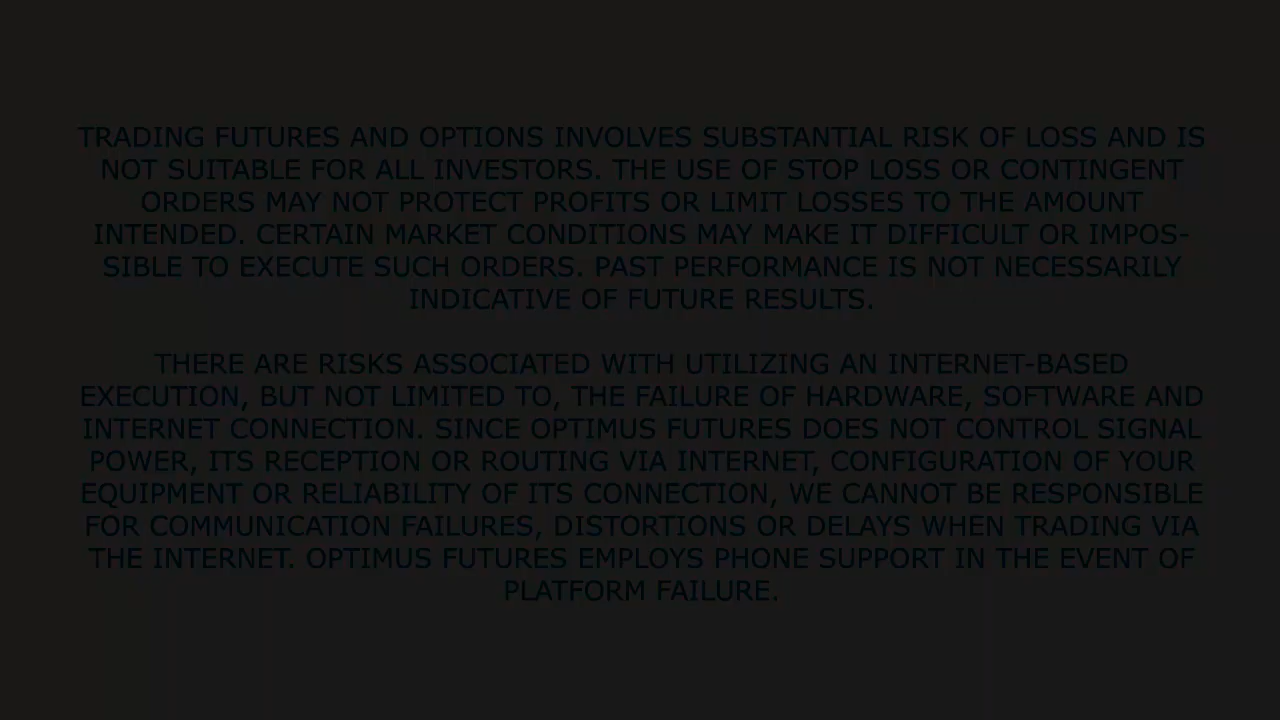 TRADING FUTURES AND OPTIONS INVOLVES SUBSTANTIAL RISK OF LOSS AND IS
NOT SUITABLE FOR ALL INVESTORS. THE USE OF STOP LOSS OR CONTINGENT
ORDERS MAY NOT PROTECT PROFITS OR LIMIT LOSSES TO THE AMOUNT
INTENDED. CERTAIN MARKET CONDITIONS MAY MAKE IT DIFFICULT OR IMPOS-
SIBLE TO EXECUTE SUCH ORDERS. PAST PERFORMANCE IS NOT NECESSARILY
INDICATIVE OF FUTURE RESULTS.
THERE ARE RISKS ASSOCIATED WITH UTILIZING AN INTERNET-BASED
EXECUTION, BUT NOT LIMITED TO, THE FAILURE OF HARDWARE, SOFTWARE AND
INTERNET CONNECTION. SINCE OPTIMUS FUTURES DOES NOT CONTROL SIGNAL
POWER, ITS RECEPTION OR ROUTING VIA INTERNET, CONFIGURATION OF YOUR
EQUIPMENT OR RELIABILITY OF ITS CONNECTION, WE CANNOT BE RESPONSIBLE
FOR COMMUNICATION FAILURES, DISTORTIONS OR DELAYS WHEN TRADING VIA
THE INTERNET. OPTIMUS FUTURES EMPLOYS PHONE SUPPORT IN THE EVENT OF
PLATFORM FAILURE.